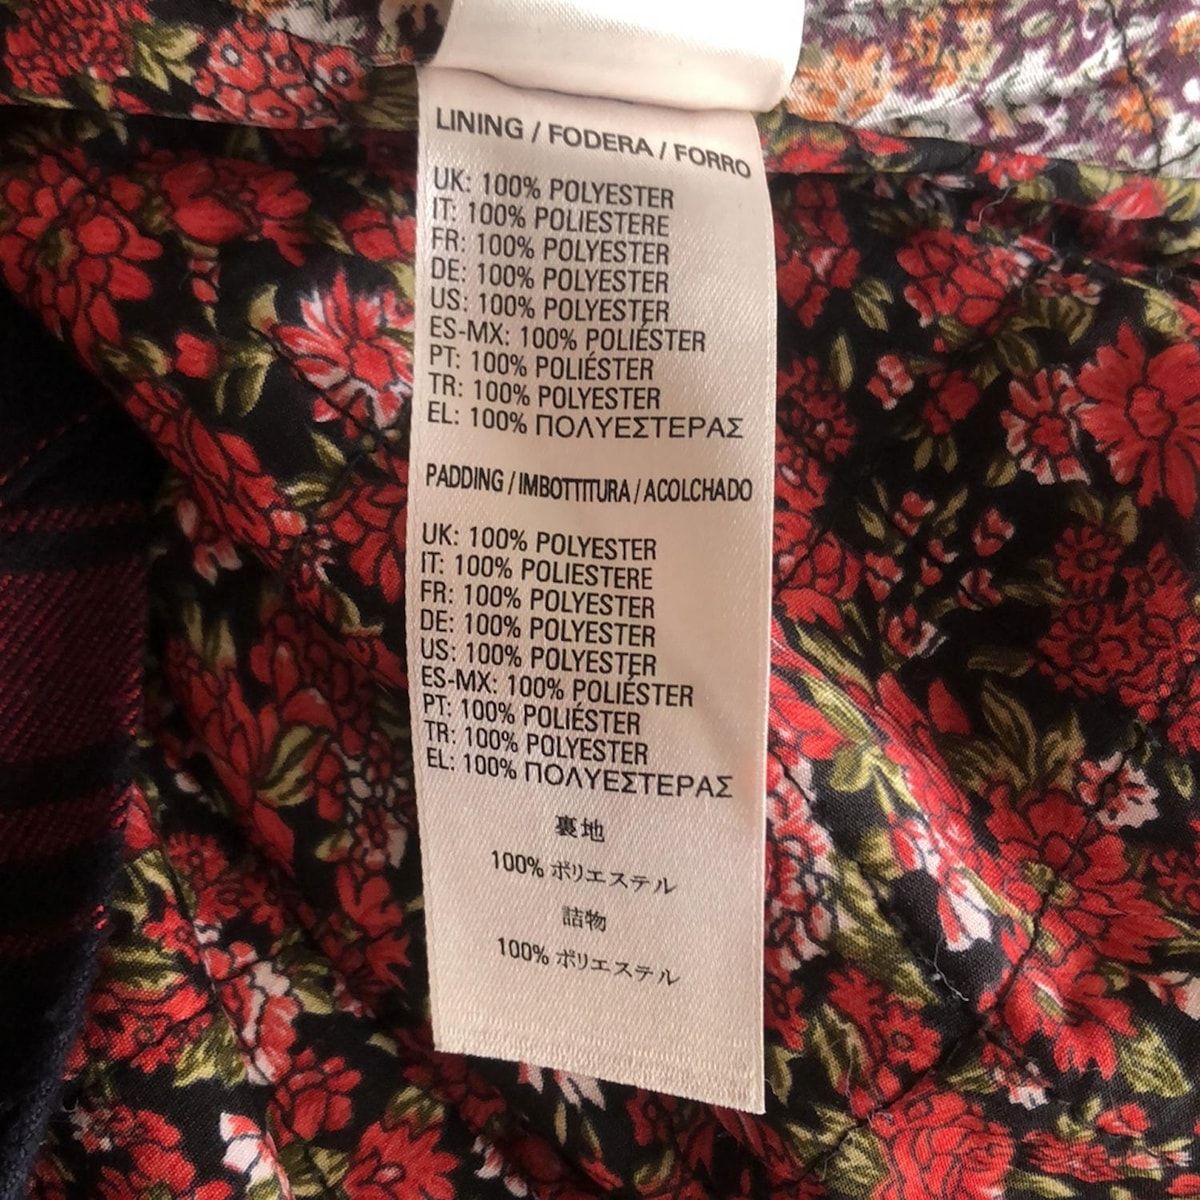 LINING / FODERA / FORRO
UK: 100% POLYESTER
IT: 100% POLIESTERE
FR: 100% POLYESTER
DE: 100% POLYESTER
US: 100% POLYESTER
ES-MX: 100% POLIÉSTER
PT: 100% POLIÉSTER
TR: 100% POLYESTER
EL: 100% ΠΟΛΥΕΣΤΕΡΑΣ
PADDING / IMBOTTITURA / ACOLCHADO
UK: 100% POLYESTER
IT: 100% POLIESTERE
FR: 100% POLYESTER
DE: 100% POLYESTER
US: 100% POLYESTER
ES-MX: 100% POLIÉSTER
PT: 100% POLIÉSTER
TR: 100% POLYESTER
EL: 100% ΠΟΛΥΕΣΤΕΡΑΣ
裏地
100% ポリエステル
詰物
100% ポリエステル